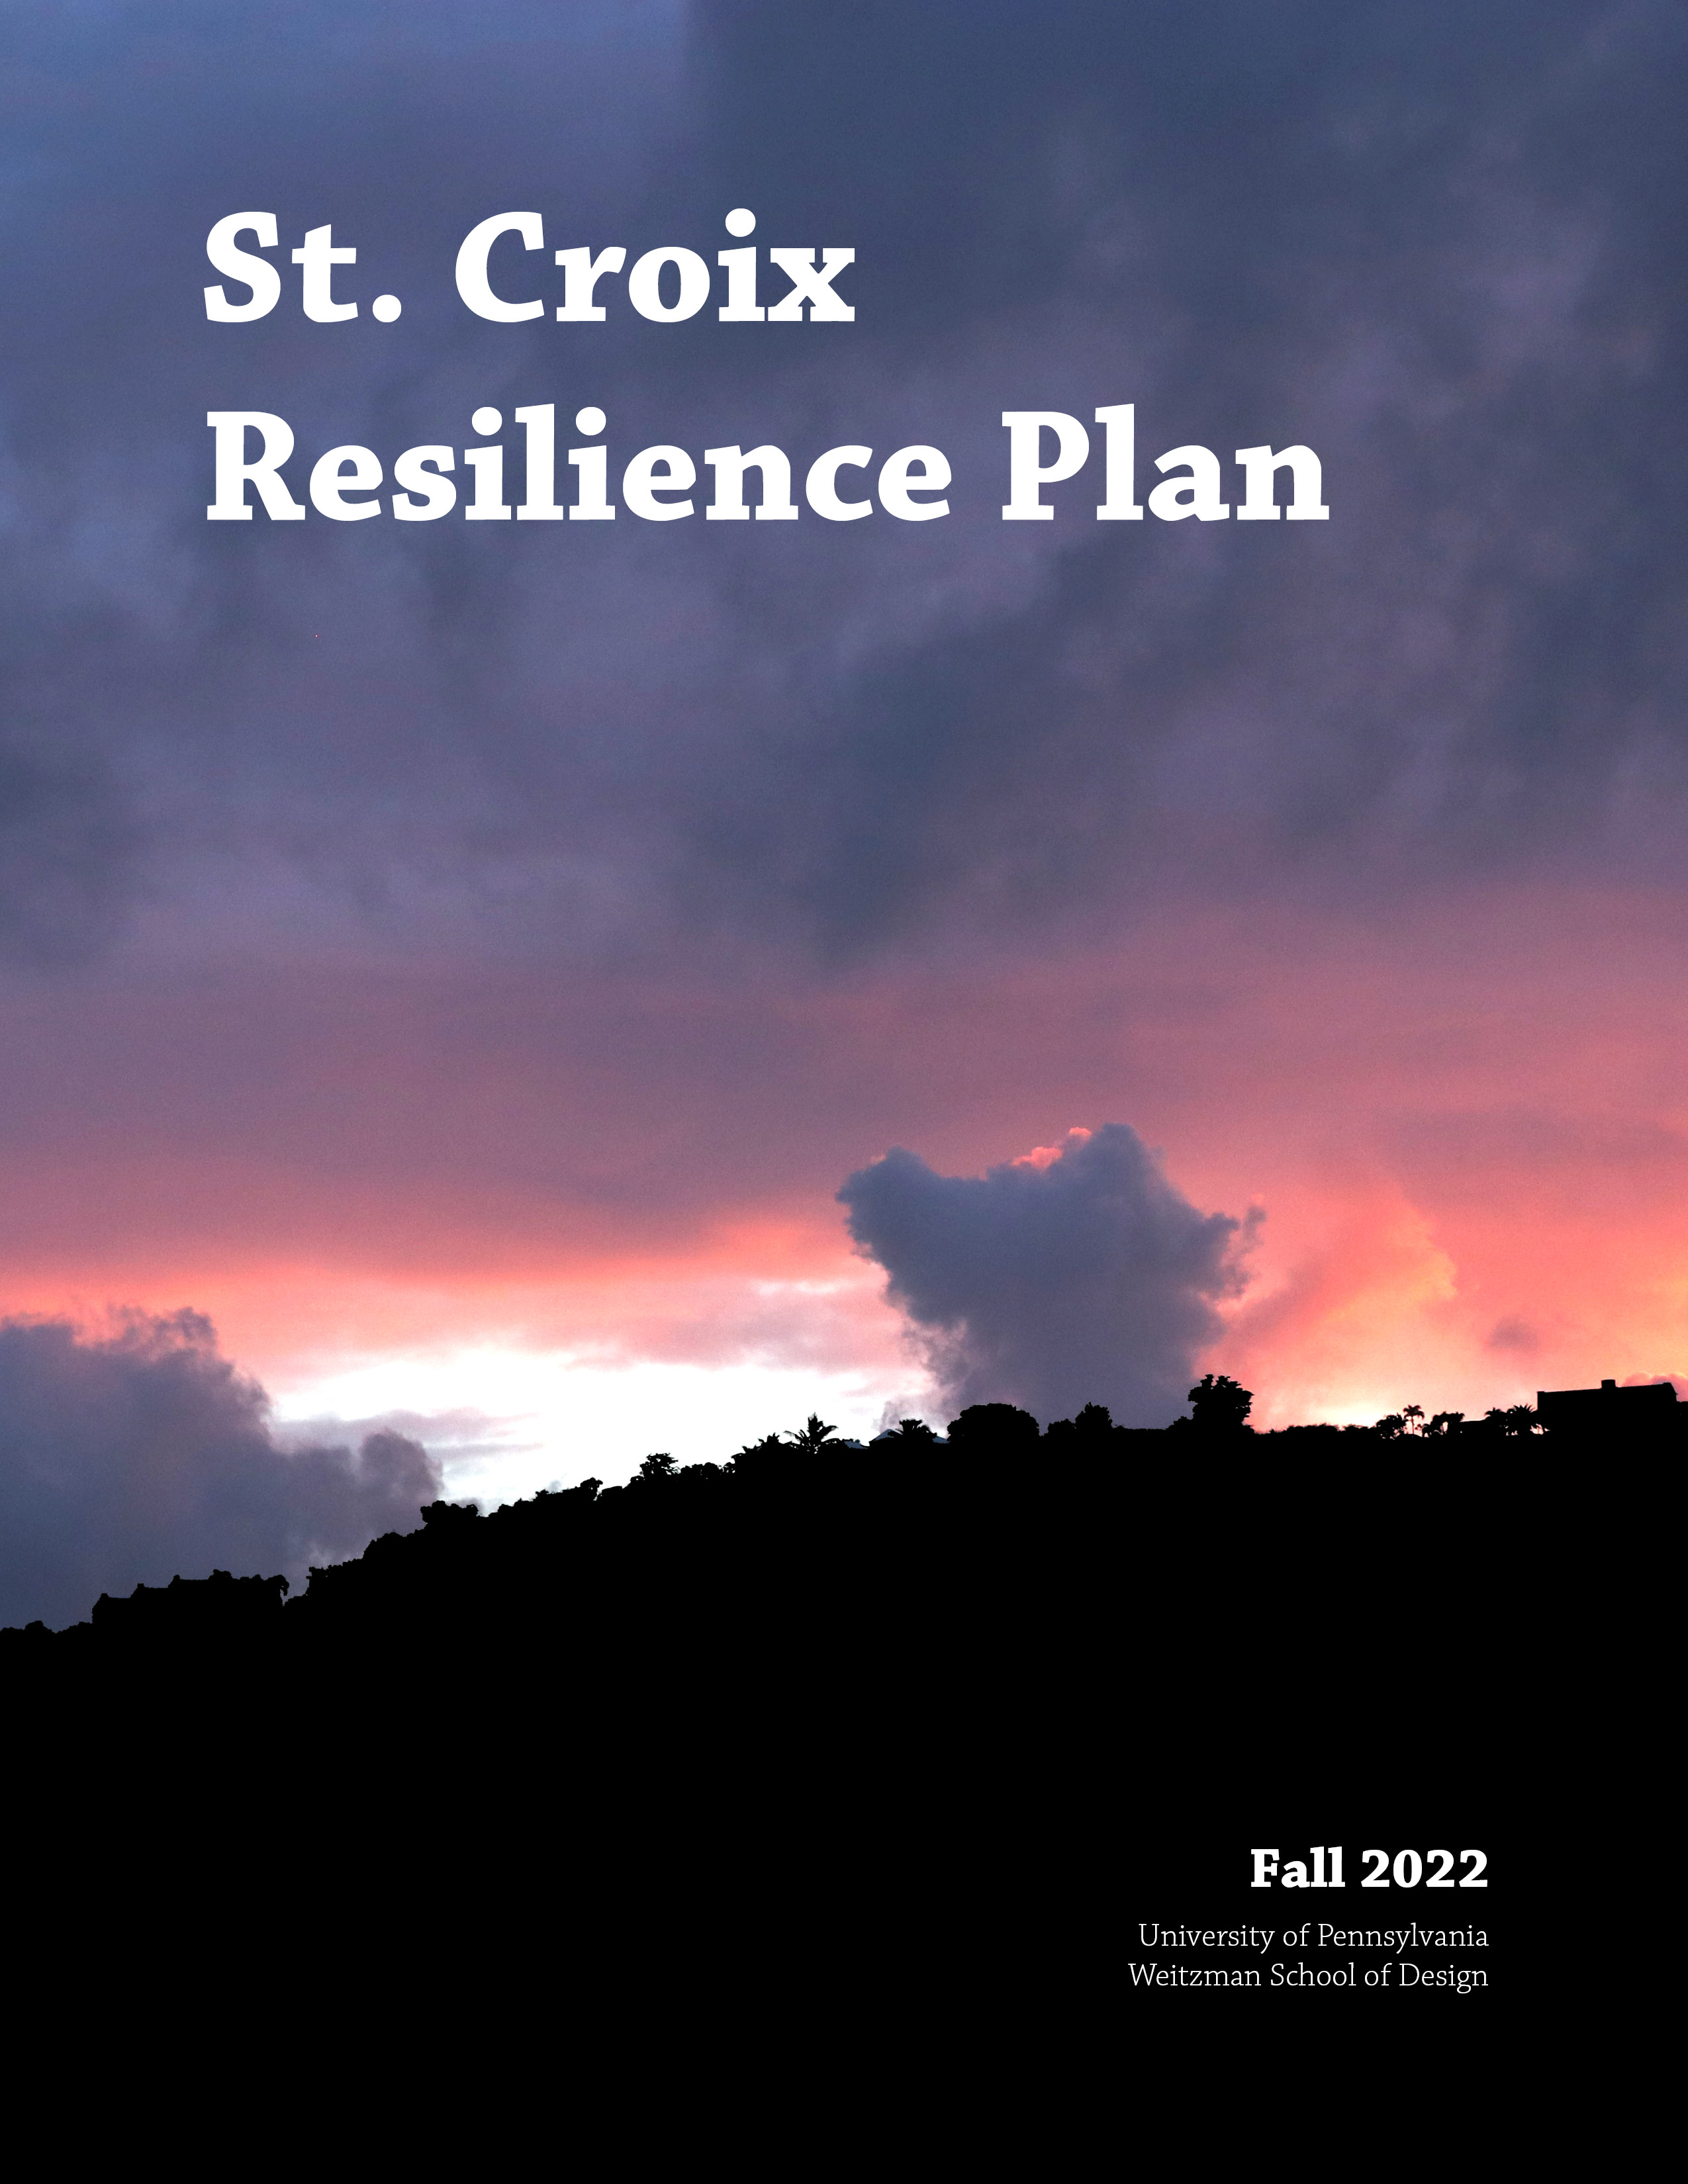 St. Croix
Resilience Plan
Fall 2022
University of Pennsylvania
Weitzman School of Design